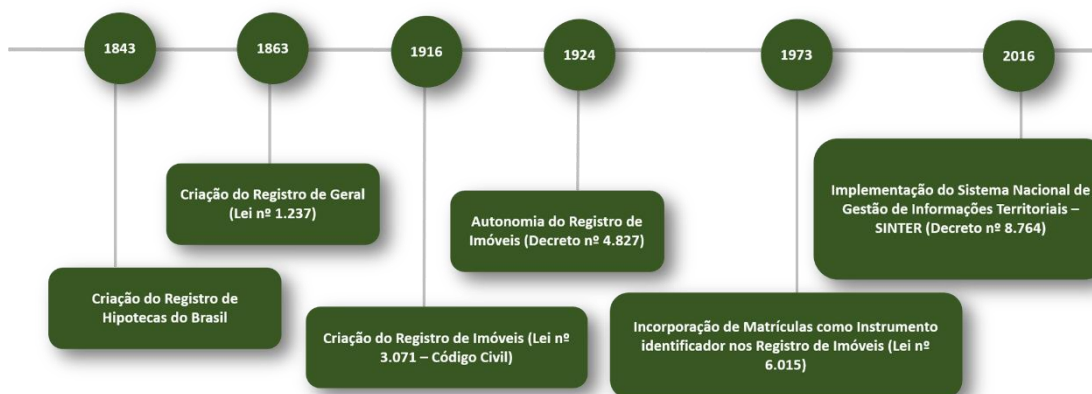 1843
1863
1916
1924
1973
2016
Criação do Registro de Geral
(Lei nº 1.237)
Implementação do Sistema Nacional de
Gestão de Informações Territoriais –
SINTER (Decreto nº 8.764)
Autonomia do Registro de
Imóveis (Decreto nº 4.827)
Criação do Registro de
Hipotecas do Brasil
Criação do Registro de Imóveis (Lei nº
3.071 – Código Civil)
Incorporação de Matrículas como Instrumento
identificador nos Registro de Imóveis (Lei nº
6.015)